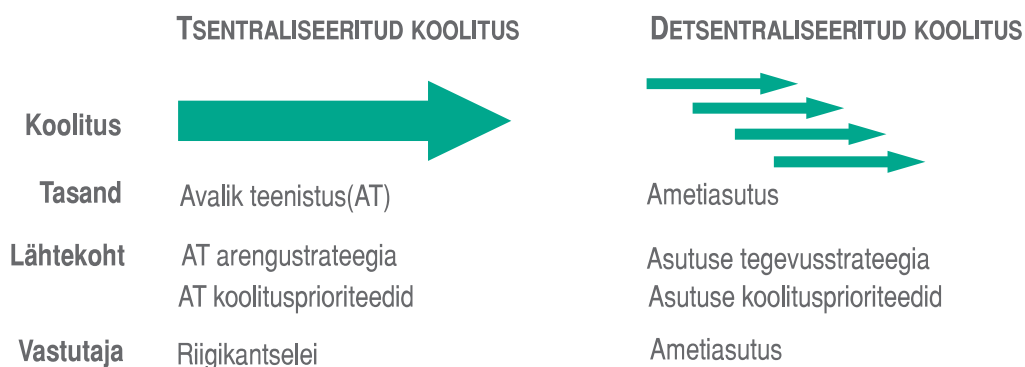 TSENTRALISEERITUD KOOLITUS DETSENTRALISEERITUD KOOLITUS
Koolitus
Tasand Avalik teenistus(AT) Ametiasutus
Lähtekoht AT arengustrateegia Asutuse tegevusstrateegia
AT koolitusprioriteedid Asutuse koolitusprioriteedid
Vastutaja Riigikantselei Ametiasutus